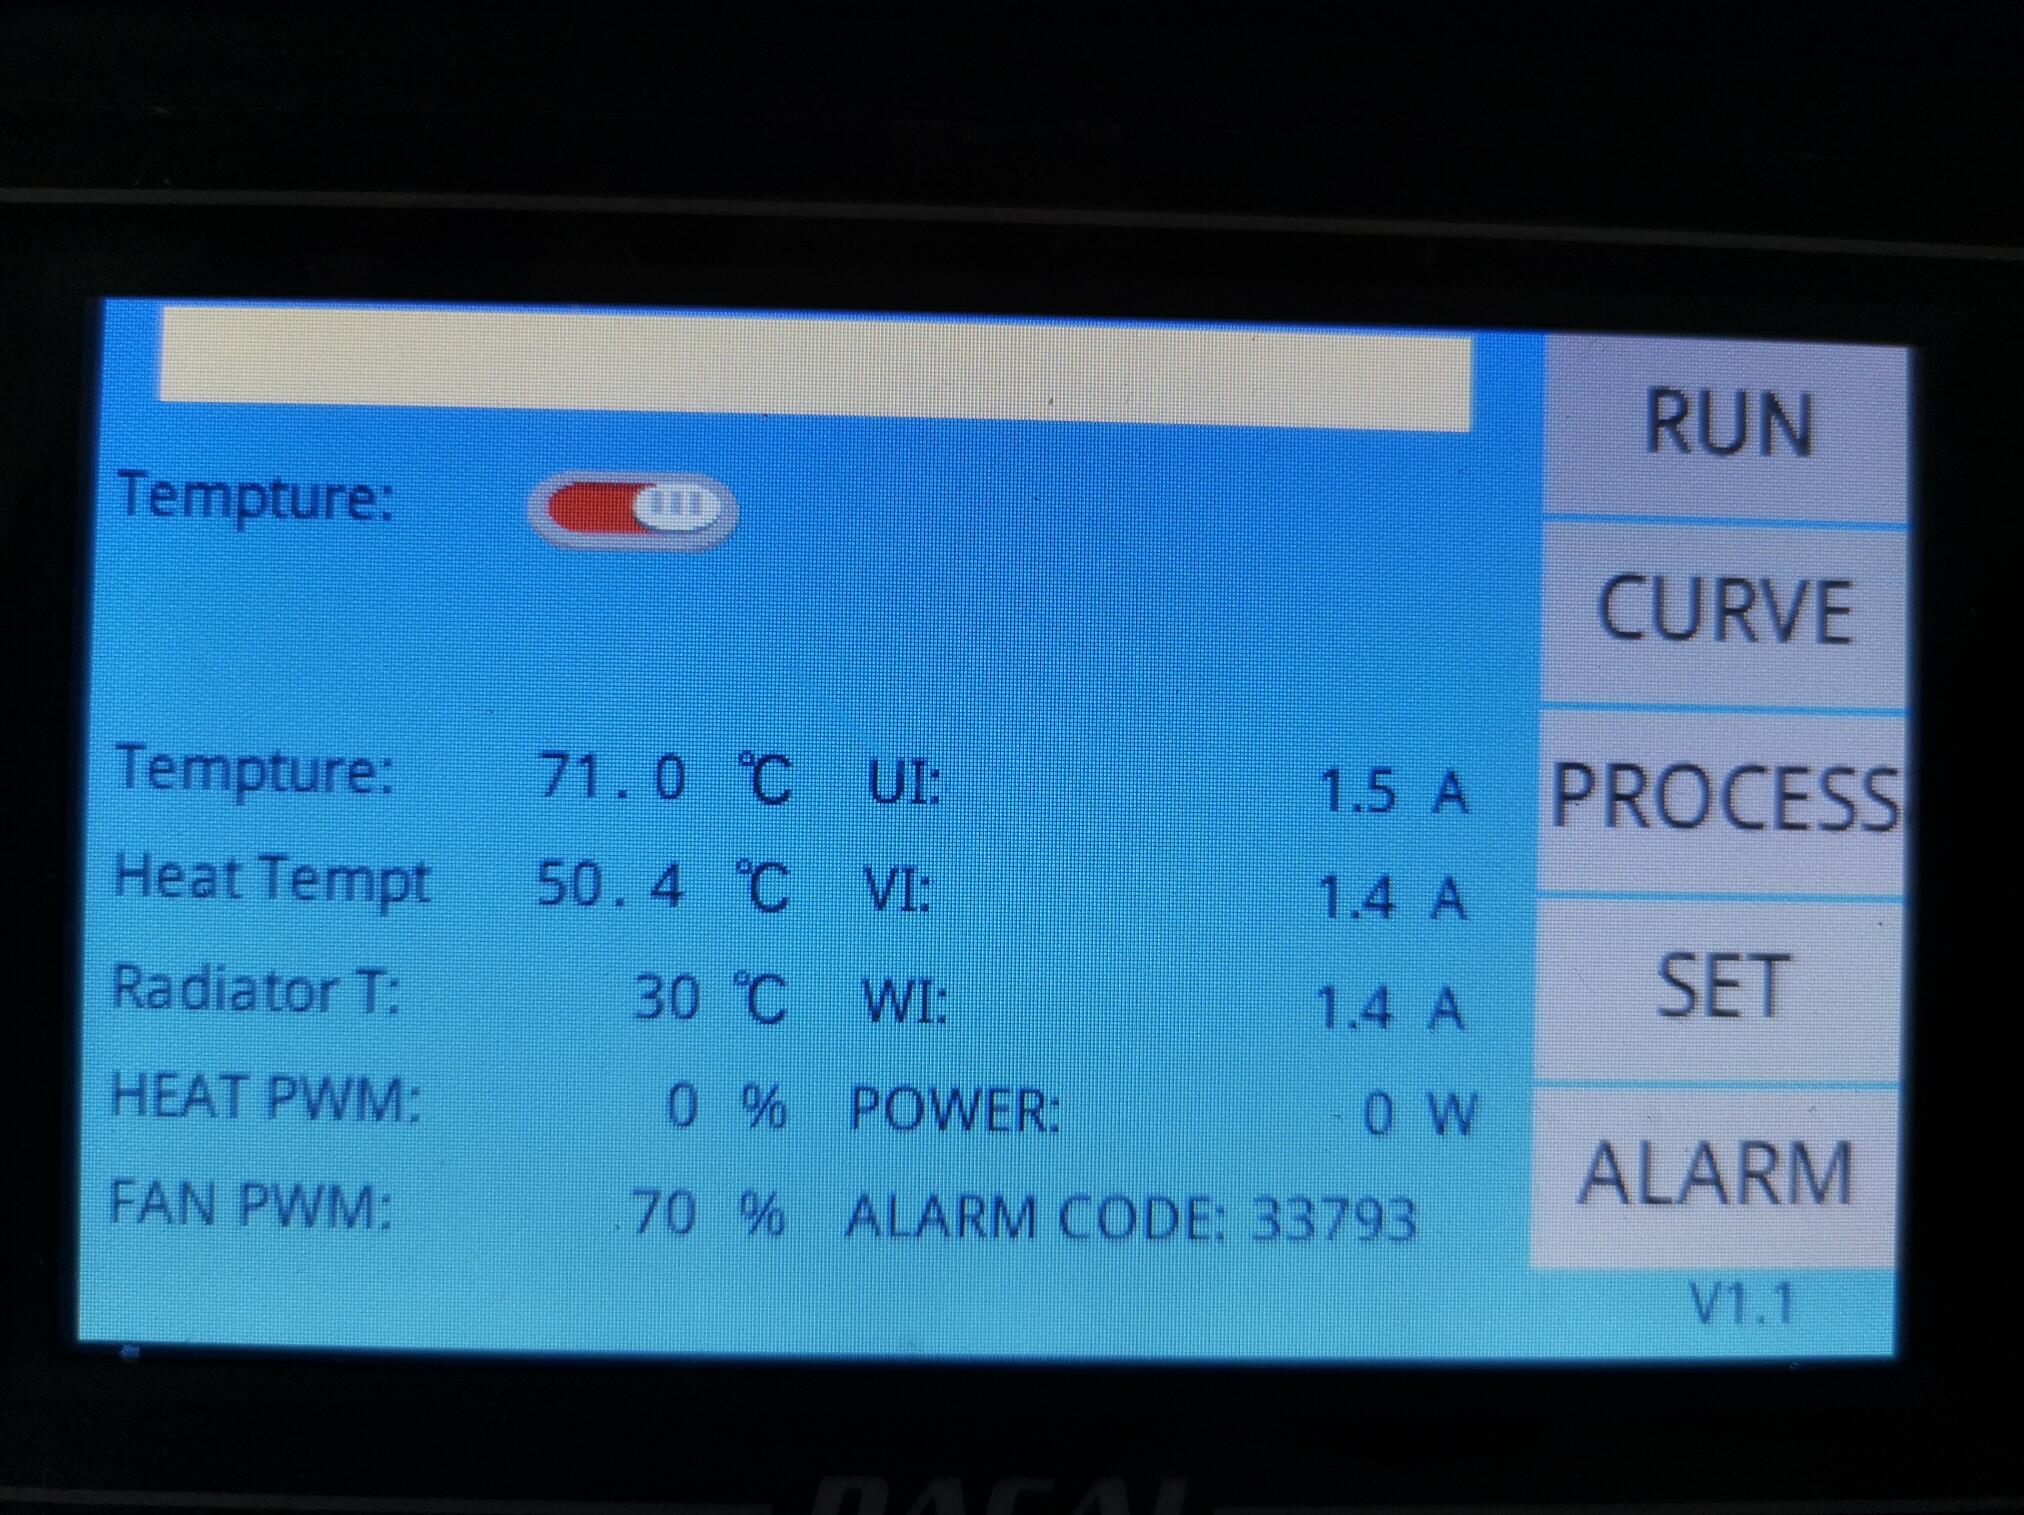 Tempture:
Tempture: 71.0 ℃ UI: 1.5 A
Heat Tempt 50.4 ℃ VI: 1.4 A
Radiator T: 30 ℃ WI: 1.4 A
HEAT PWM: 0 % POWER: 0 W
FAN PWM: 70 % ALARM CODE: 33793
RUN
CURVE
PROCESS
SET
ALARM
V1.1